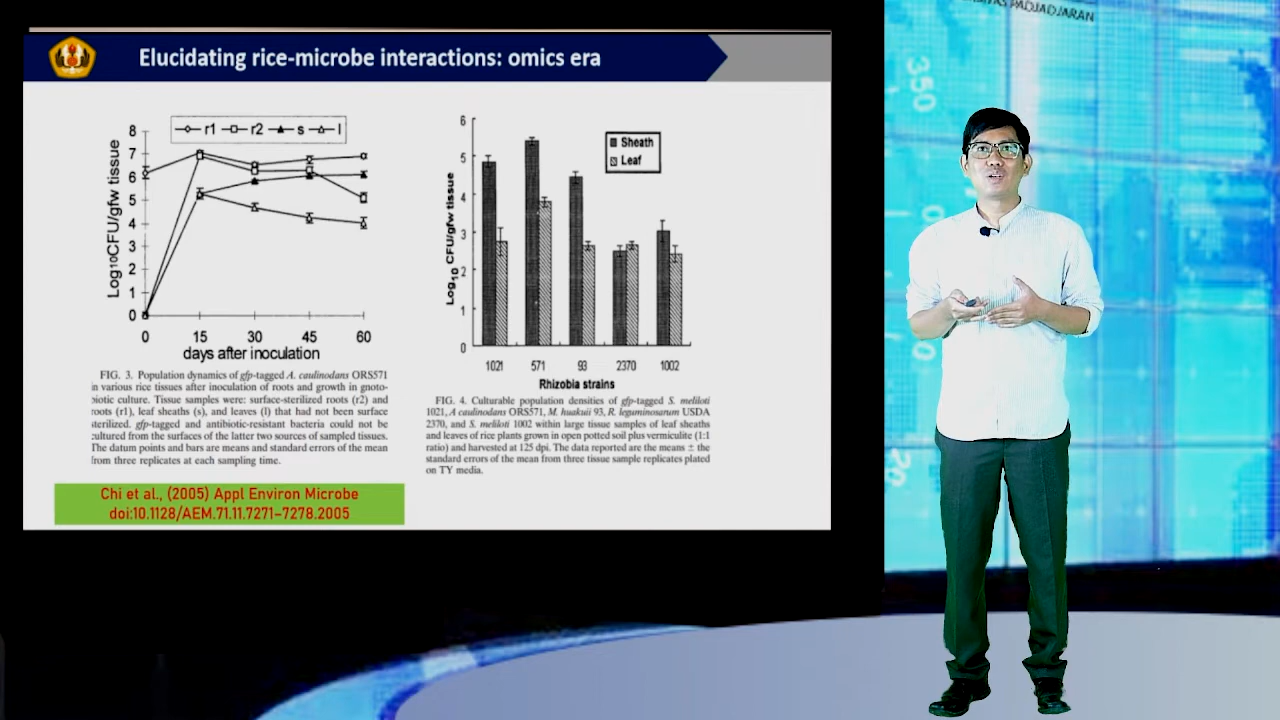 Elucidating rice-microbe interactions: omics era
r1 r2 s l
8
7
6
5
4
3
2
1
0
Log10CFU/gfw tissue
0 15 30 45 60
days after inoculation
FIG. 3. Population dynamics of gfp-tagged A. caulinodans ORS571
in various rice tissues after inoculation of roots and growth in gnoto-
biotic culture. Tissue samples were: surface-sterilized roots (r2) and
roots (r1), leaf sheaths (s), and leaves (l) that had not been surface
sterilized. gfp-tagged and antibiotic-resistant bacteria could not be
cultured from the surfaces of the latter two sources of sampled tissues.
The datum points and bars are means and standard errors of the mean
from three replicates at each sampling time.
Chi et al., (2005) Appl Environ Microbe
doi:10.1128/AEM.71.11.7271–7278.2005
6
5
4
3
2
1
0
Log10 CFU/gfw tissue
Sheath
Leaf
1021 571 93 2370 1002
Rhizobia strains
FIG. 4. Culturable population densities of gfp-tagged S. meliloti
1021, A caulinodans ORS571, M. huakuii 93, R. leguminosarum USDA
2370, and S. meliloti 1002 within large tissue samples of leaf sheaths
and leaves of rice plants grown in open potted soil plus vermiculite (1:1
ratio) and harvested at 125 dpi. The data reported are the means ± the
standard errors of the mean from three tissue sample replicates plated
on TY media.
PADJADJARAN
350
20